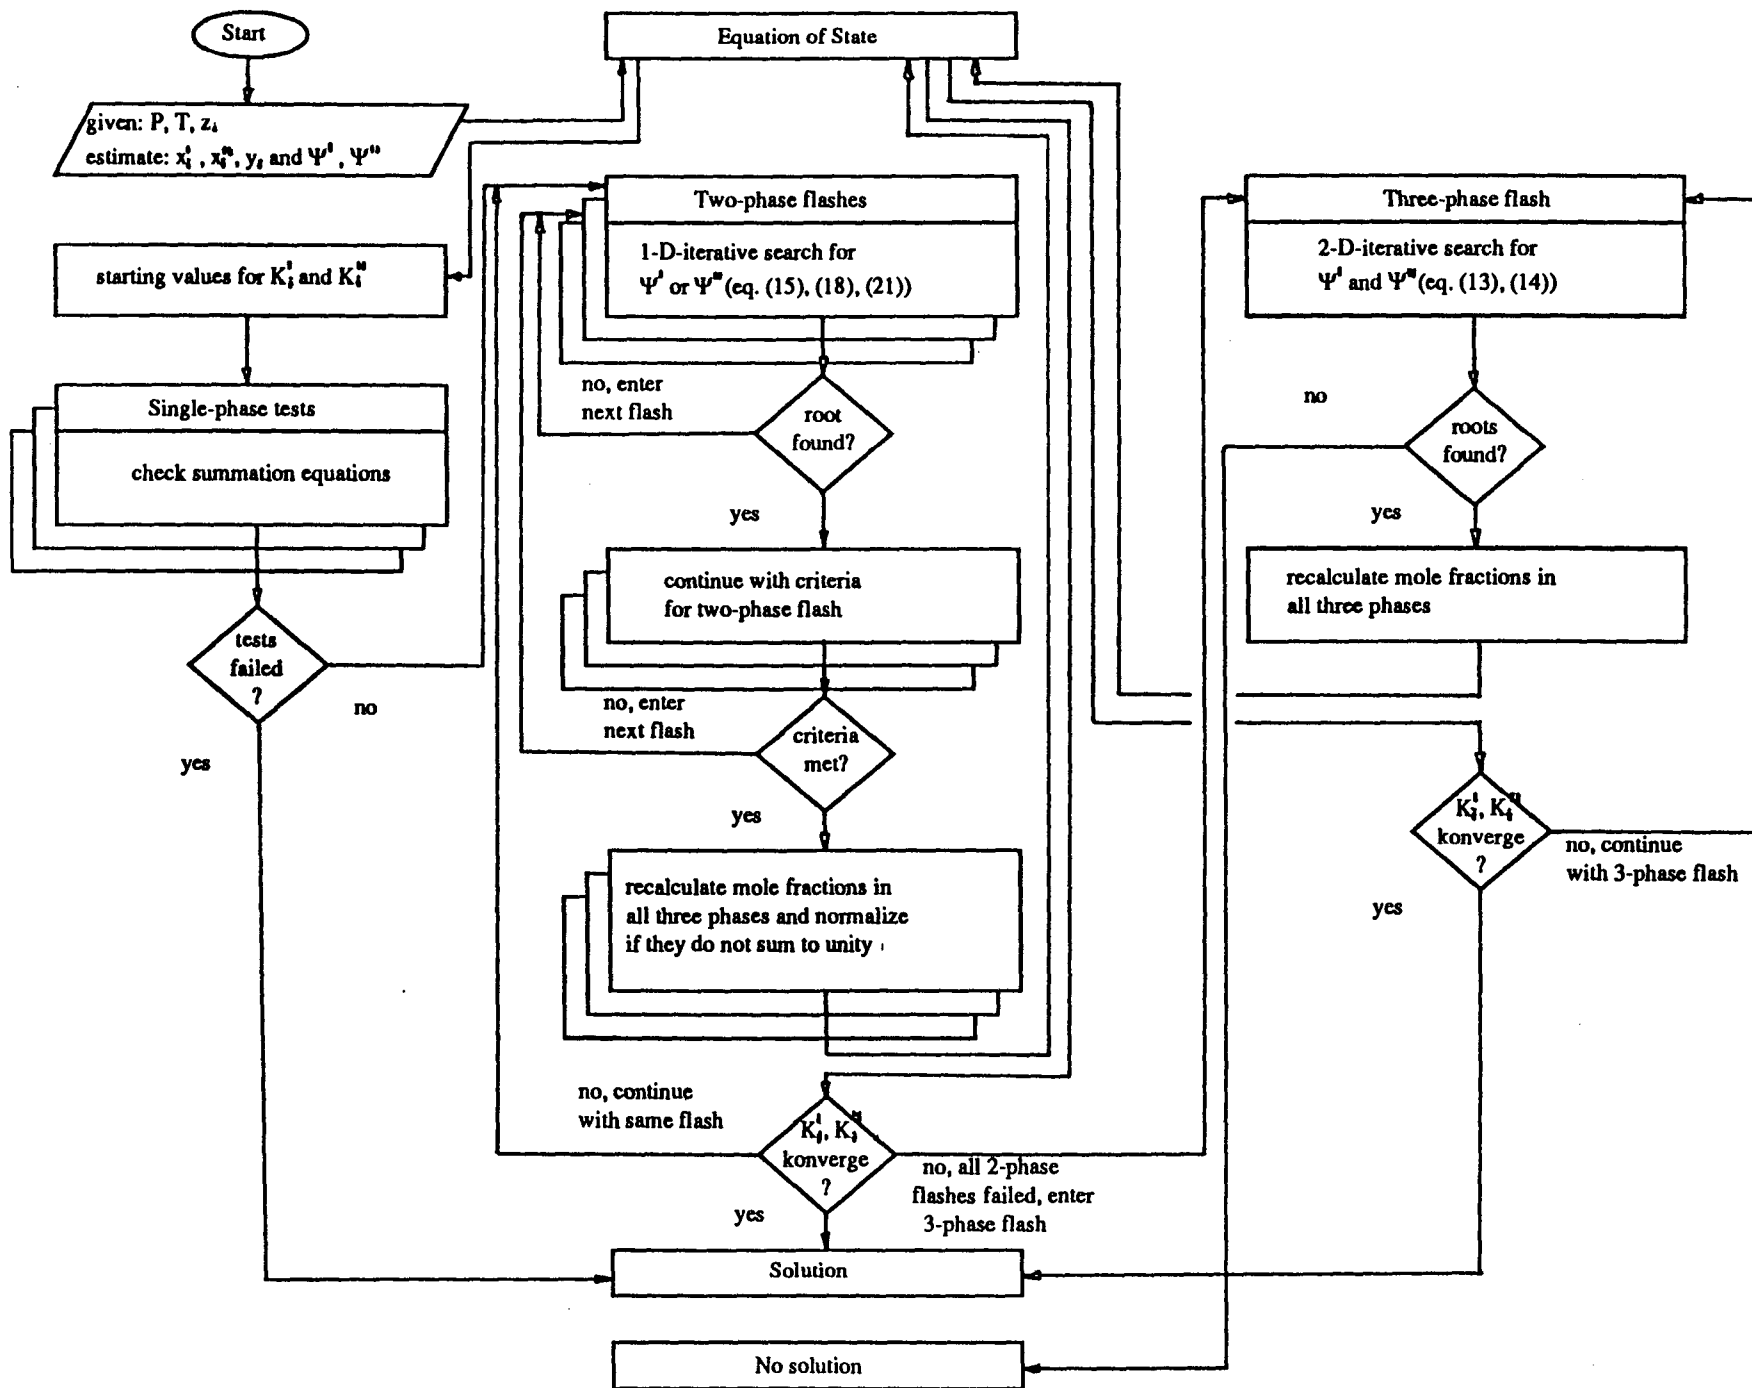 Start
Equation of State
given: P, T, zᵢ
estimate: xᵢᴵ, xᵢᴵᴵ, yᵢ and Ψᴵ, Ψᴵᴵ
starting values for Kᵢᴵ and Kᵢᴵᴵ
Single-phase tests
check summation equations
tests
failed
?
no
yes
Two-phase flashes
1-D-iterative search for
Ψᴵ or Ψᴵᴵ (eq. (15), (18), (21))
no, enter
next flash
root
found?
yes
continue with criteria
for two-phase flash
no, enter
next flash
criteria
met?
yes
recalculate mole fractions in
all three phases and normalize
if they do not sum to unity
no, continue
with same flash
Kᵢᴵ, Kᵢᴵᴵ
konverge
?
no, all 2-phase
flashes failed, enter
3-phase flash
yes
Three-phase flash
2-D-iterative search for
Ψᴵ and Ψᴵᴵ (eq. (13), (14))
no
roots
found?
yes
recalculate mole fractions in
all three phases
Kᵢᴵ, Kᵢᴵᴵ
konverge
?
no, continue
with 3-phase flash
yes
Solution
No solution